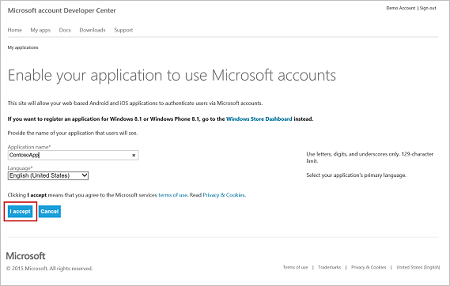 Microsoft account Developer Center
Demo Account | Sign out
Home My apps Docs Downloads Support
My applications
Enable your application to use Microsoft accounts
This site will allow your web based Android and iOS applications to authenticate users via Microsoft accounts.
If you want to register an application for Windows 8.1 or Windows Phone 8.1, go to the Windows Store Dashboard instead.
Provide the name of your application that users will see.
Application name*
ContosoApp ×
Use letters, digits, and underscores only. 129-character limit.
Language*
English (United States)
Select your application's primary language.
Clicking I accept means that you agree to the Microsoft services terms of use. Read Privacy & Cookies.
I accept Cancel
Microsoft
© 2015 Microsoft. All rights reserved.
Terms of use | Trademarks | Privacy & Cookies | United States (English)